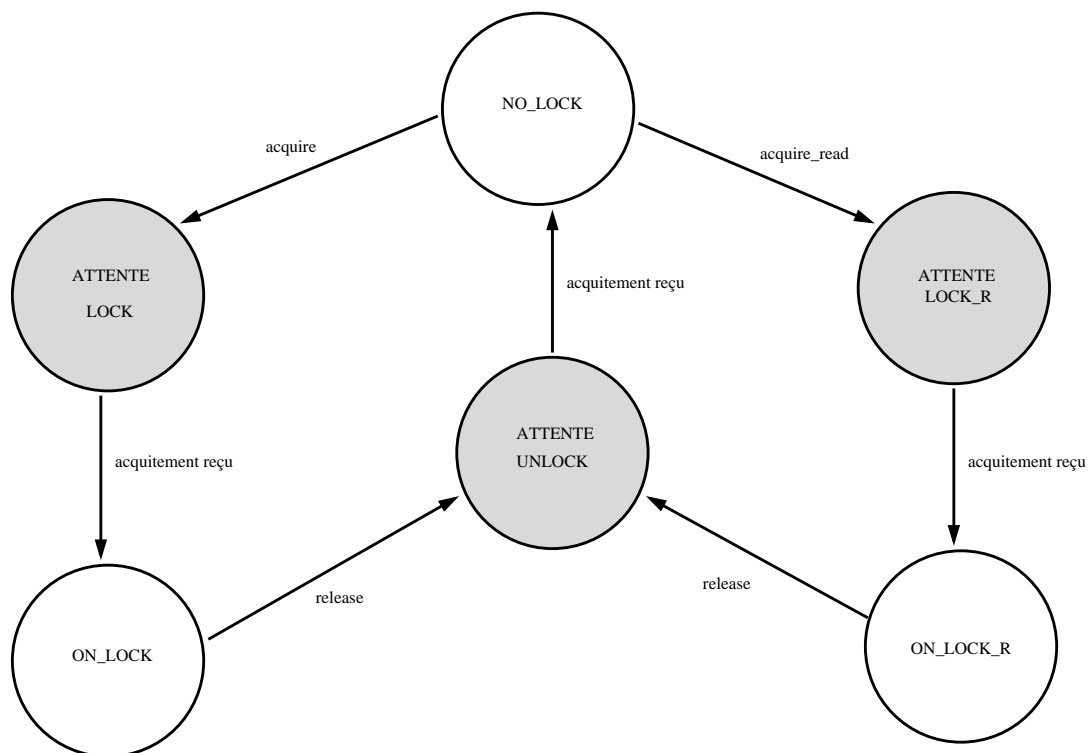 NO_LOCK
acquire
acquire_read
ATTENTE
LOCK
ATTENTE
LOCK_R
acquitement reçu
ATTENTE
UNLOCK
acquitement reçu
acquitement reçu
release
release
ON_LOCK
ON_LOCK_R